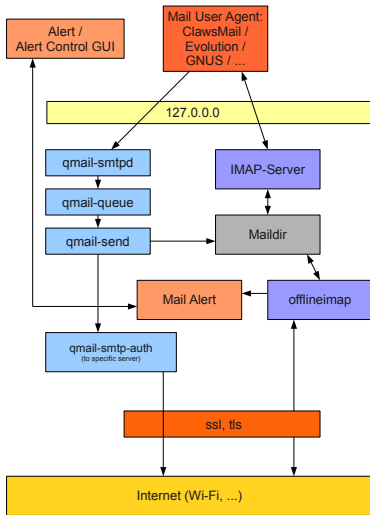 Mail User Agent:
ClawsMail /
Evolution /
GNUS / ...
Alert /
Alert Control GUI
127.0.0.0
qmail-smtpd
IMAP-Server
qmail-queue
qmail-send
Maildir
Mail Alert
offlineimap
qmail-smtp-auth
(to specific server)
ssl, tls
Internet (Wi-Fi, ...)